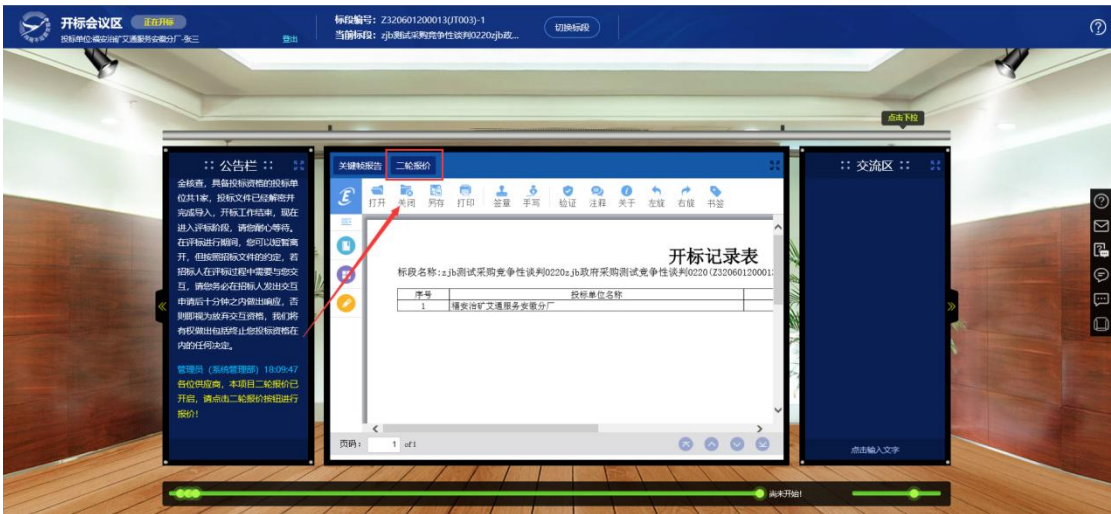 开标会议区 正在开标
投标单位:福安冶矿艾通服务安徽分厂-张三 登出
标段编号: Z320601200013(JT003)-1
当前标段: zjb测试采购竞争性谈判0220zjb政...
切换标段
点击下拉
:: 公告栏 ::
金核查，具备投标资格的投标单
位共1家，投标文件已经解密并
完成导入，开标工作结束，现在
进入评标阶段，请您耐心等待。
在评标进行期间，您可以短暂离
开，但按照招标文件的约定，若
招标人在评标过程中需要与您交
互，请您务必在招标人发出交互
申请后十分钟之内做出响应，否
则即视为放弃交互资格，我们将
有权做出包括终止您投标资格在
内的任何决定。
管理员（系统管理部）18:09:47
各位供应商，本项目二轮报价已
开启，请点击二轮报价按钮进行
报价！
关键帧报告 二轮报价
打开 关闭 另存 打印 签章 手写 验证 注释 关于 左旋 右旋 书签
开标记录表
标段名称:zjb测试采购竞争性谈判0220zjb政府采购测试竞争性谈判0220(Z32060120001
序号 投标单位名称
1 福安冶矿艾通服务安徽分厂
页码: 1 of1
:: 交流区 ::
点击输入文字
尚未开始!